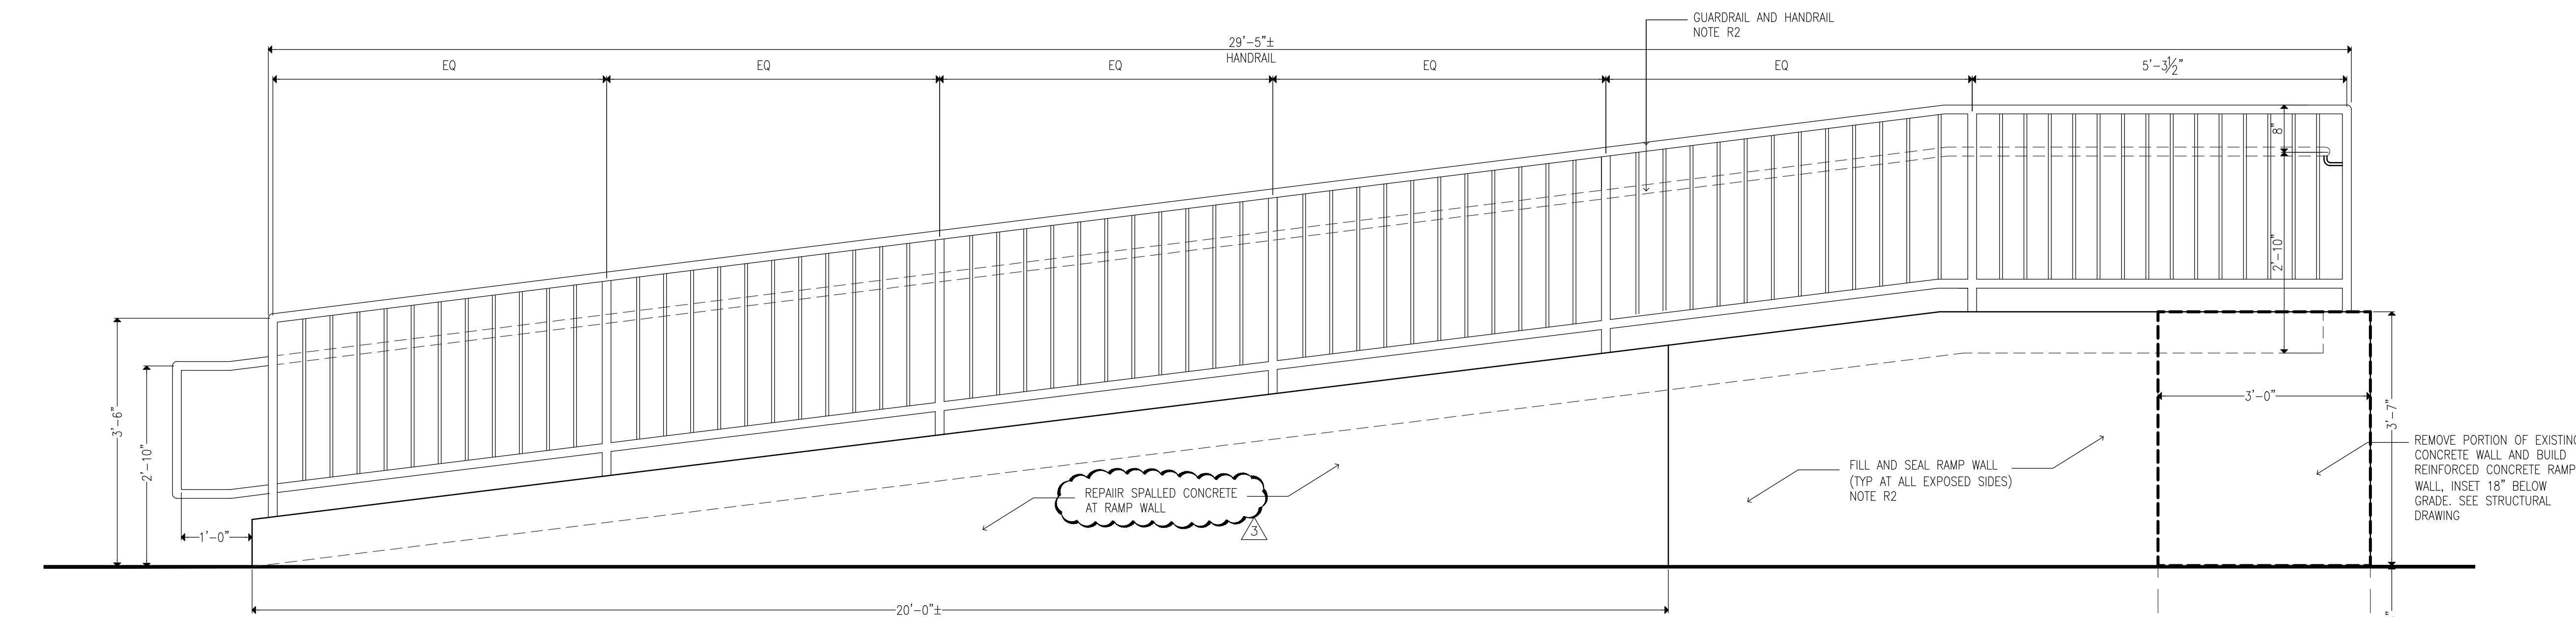 GUARDRAIL AND HANDRAIL
NOTE R2
29'-5"±
HANDRAIL
EQ
EQ
EQ
EQ
EQ
5'-3½"
8"
2'-10"
3'-6"
2'-10"
1'-0"
3'-0"
3'-7"
REPAIR SPALLED CONCRETE
AT RAMP WALL
3
FILL AND SEAL RAMP WALL
(TYP AT ALL EXPOSED SIDES)
NOTE R2
REMOVE PORTION OF EXISTING
CONCRETE WALL AND BUILD
REINFORCED CONCRETE RAMP
WALL, INSET 18" BELOW
GRADE. SEE STRUCTURAL
DRAWING
20'-0"±